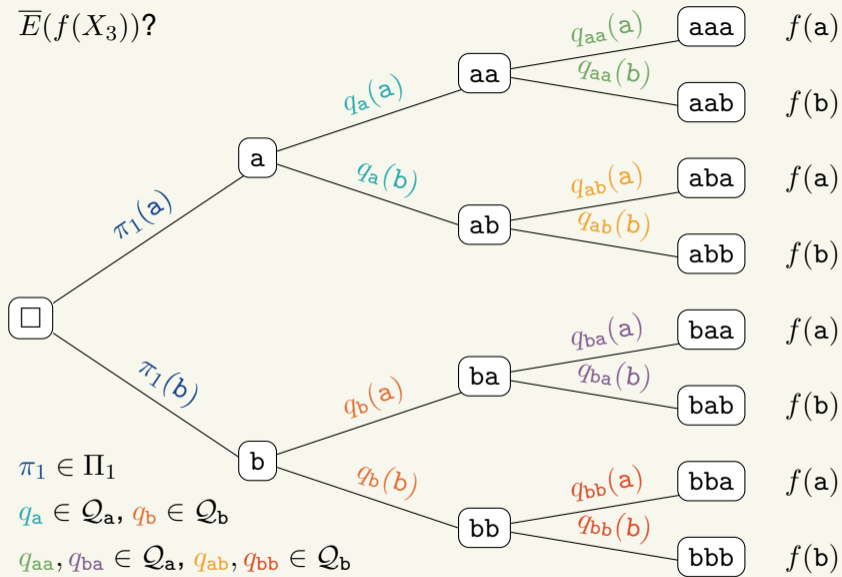 E̅(f(X₃))?
q_aa(a) aaa f(a)
aa
q_a(a) q_aa(b) aab f(b)
a
π₁(a) q_a(b) q_ab(a) aba f(a)
ab
q_ab(b) abb f(b)
□
π₁(b) q_ba(a) baa f(a)
ba
q_b(a) q_ba(b) bab f(b)
b
π₁ ∈ Π₁ q_b(b) q_bb(a) bba f(a)
q_a ∈ 𝒬_a, q_b ∈ 𝒬_b
bb
q_bb(b) bbb f(b)
q_aa, q_ba ∈ 𝒬_a, q_ab, q_bb ∈ 𝒬_b